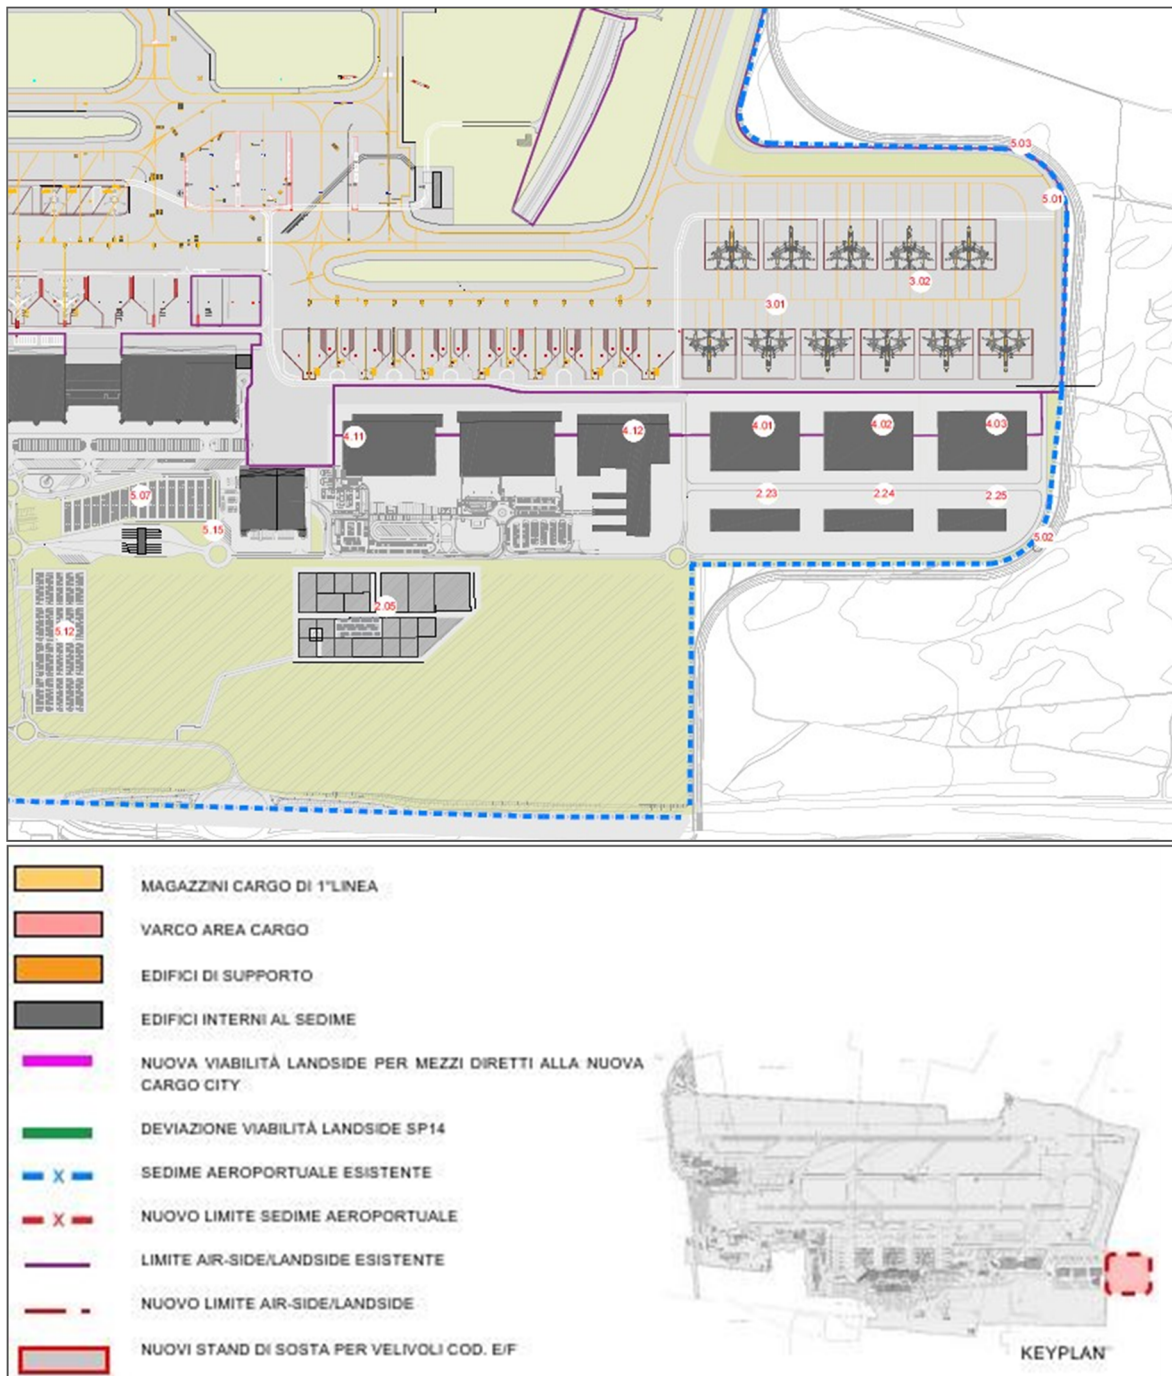 5.03
5.01
3.02
3.01
4.11
4.12
4.01
4.02
4.03
5.07
2.23
2.24
2.25
5.15
5.02
2.05
5.12
MAGAZZINI CARGO DI 1"LINEA
VARCO AREA CARGO
EDIFICI DI SUPPORTO
EDIFICI INTERNI AL SEDIME
NUOVA VIABILITÀ LANDSIDE PER MEZZI DIRETTI ALLA NUOVA
CARGO CITY
DEVIAZIONE VIABILITÀ LANDSIDE SP14
X SEDIME AEROPORTUALE ESISTENTE
X NUOVO LIMITE SEDIME AEROPORTUALE
LIMITE AIR-SIDE/LANDSIDE ESISTENTE
NUOVO LIMITE AIR-SIDE/LANDSIDE
NUOVI STAND DI SOSTA PER VELIVOLI COD. E/F
KEYPLAN